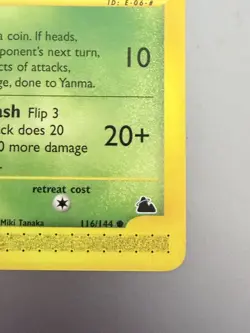 ID: E-06-#
a coin. If heads,
ponent's next turn,
cts of attacks,
ge, done to Yanma.
10
ash Flip 3
ck does 20
0 more damage
20+
retreat cost
Miki Tanaka
116/144